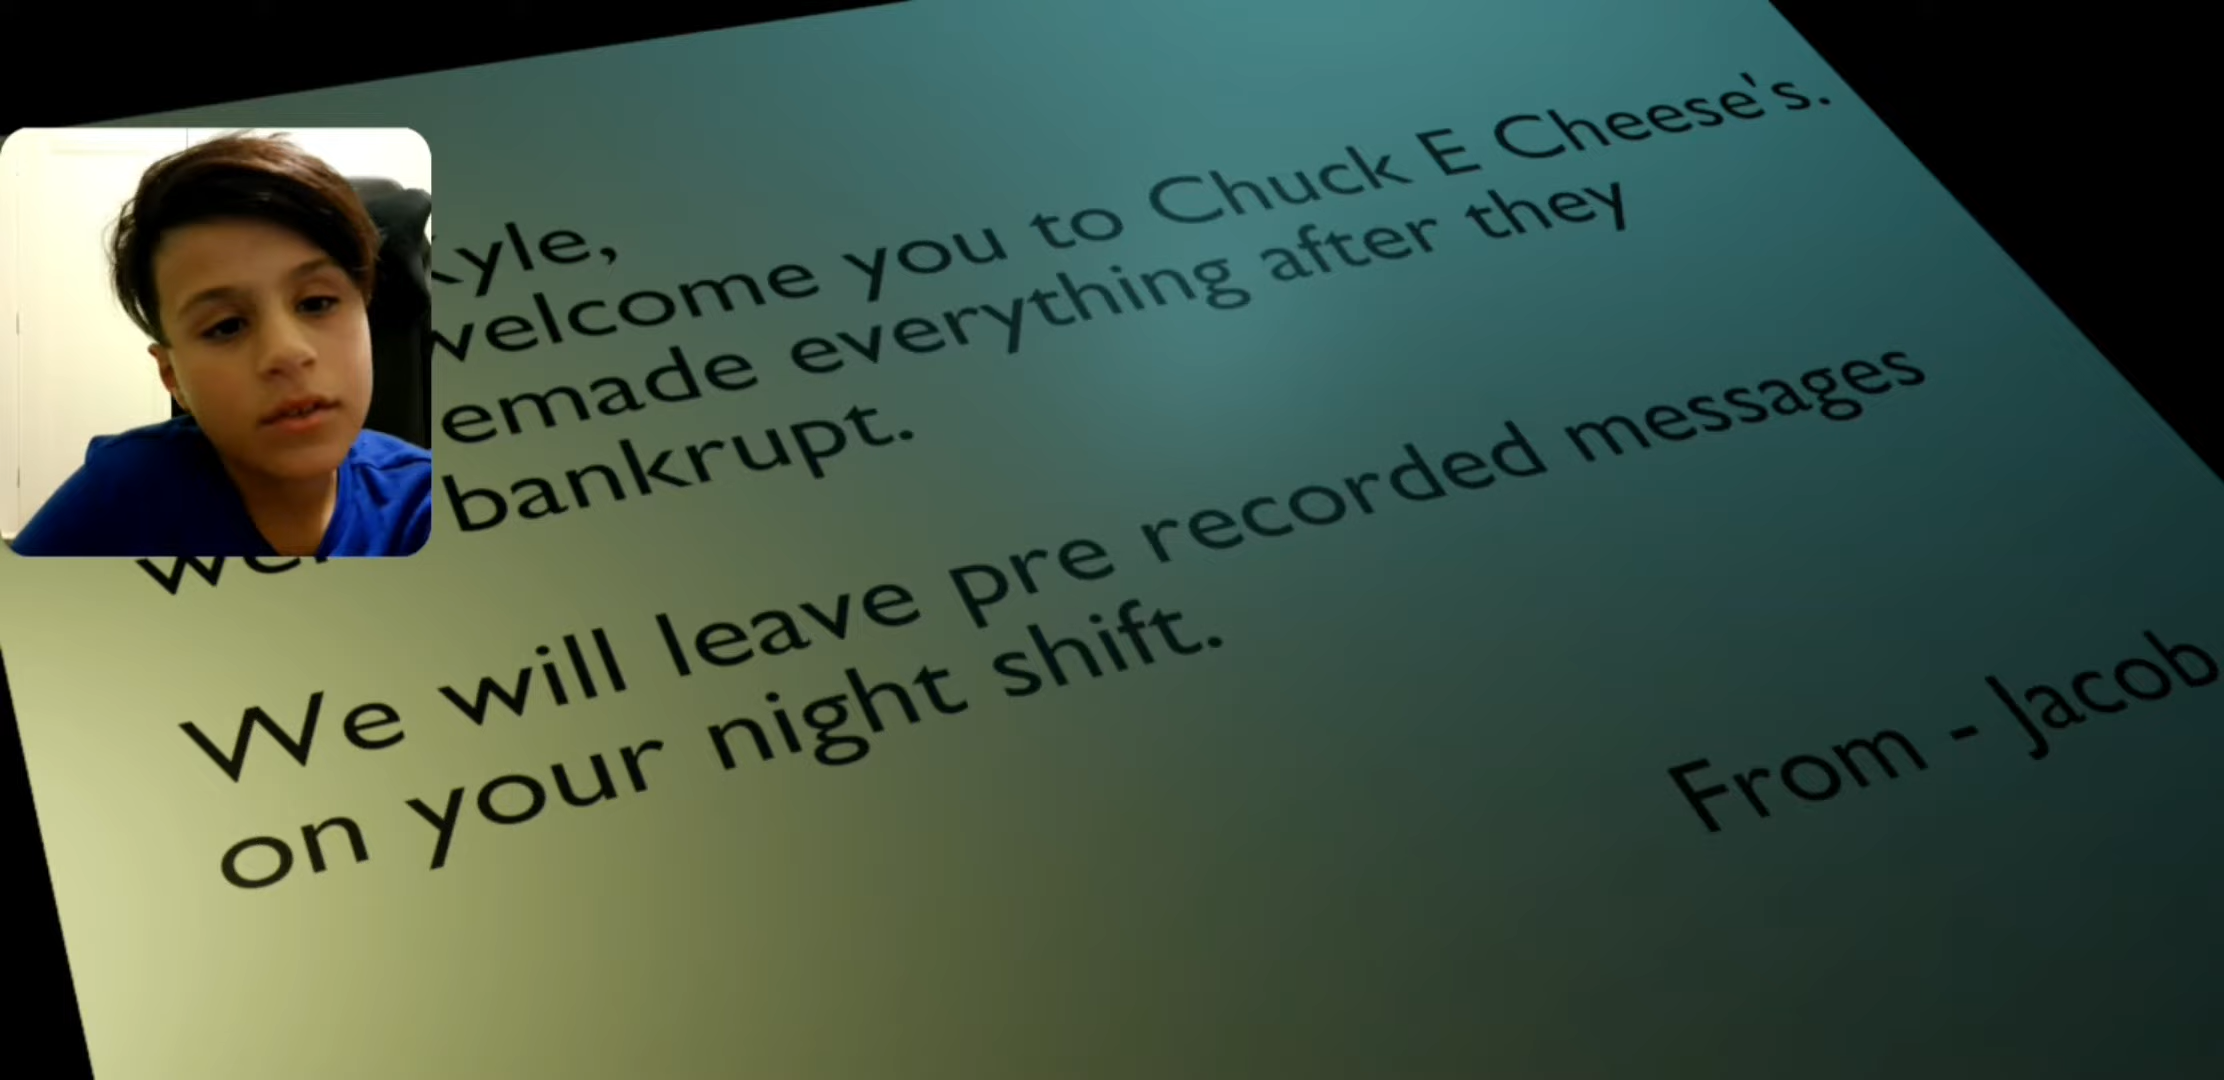 Kyle,
welcome you to Chuck E Cheese's.
emade everything after they
bankrupt.
We will leave pre recorded messages
on your night shift.
From - Jacob